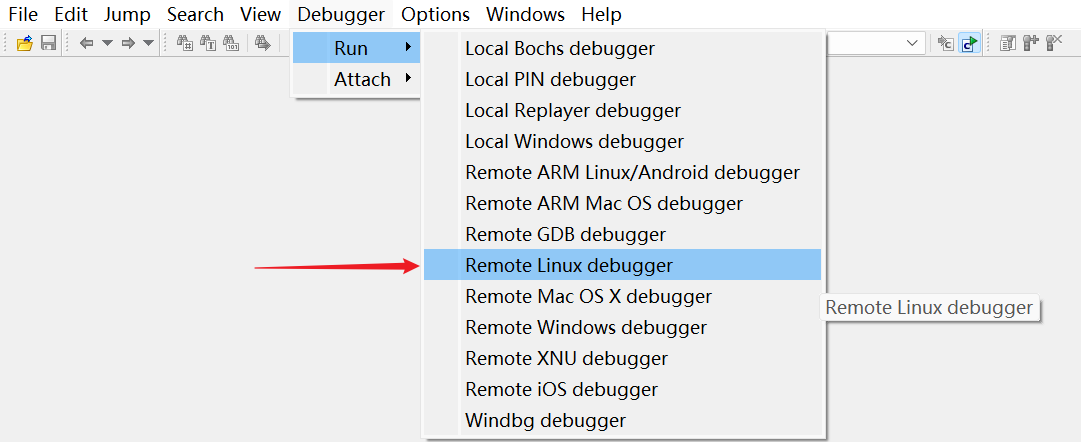 File Edit Jump Search View Debugger Options Windows Help
Run
Attach
Local Bochs debugger
Local PIN debugger
Local Replayer debugger
Local Windows debugger
Remote ARM Linux/Android debugger
Remote ARM Mac OS debugger
Remote GDB debugger
Remote Linux debugger
Remote Mac OS X debugger
Remote Linux debugger
Remote Windows debugger
Remote XNU debugger
Remote iOS debugger
Windbg debugger